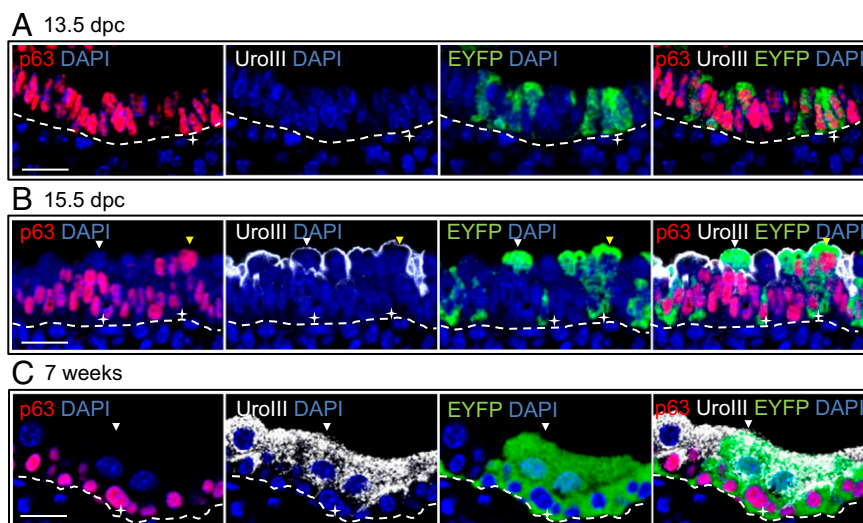 A 13.5 dpc
p63 DAPI
UroIII DAPI
EYFP DAPI
p63 UroIII EYFP DAPI
B 15.5 dpc
p63 DAPI
UroIII DAPI
EYFP DAPI
p63 UroIII EYFP DAPI
C 7 weeks
p63 DAPI
UroIII DAPI
EYFP DAPI
p63 UroIII EYFP DAPI